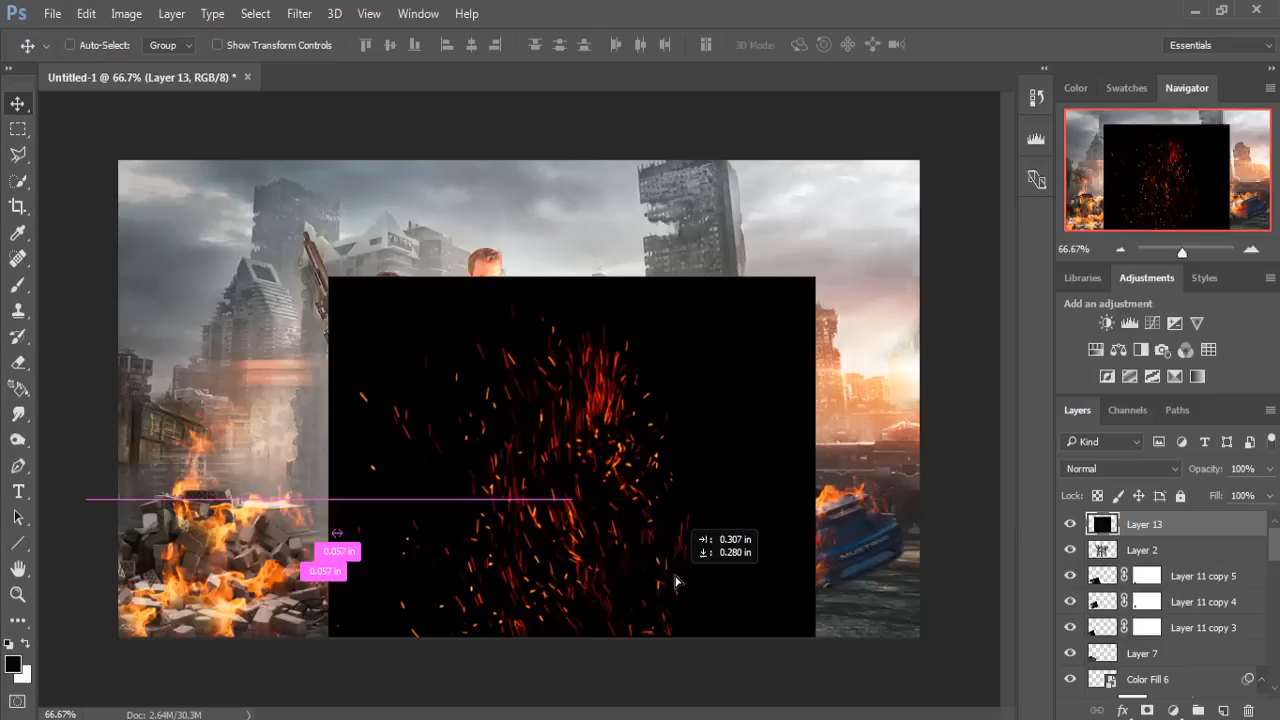 Ps File Edit Image Layer Type Select Filter 3D View Window Help
Auto-Select: Group Show Transform Controls 3D Mode: Essentials
Untitled-1 @ 66.7% (Layer 13, RGB/8) * ×
Color Swatches Navigator
66.67%
Libraries Adjustments Styles
Add an adjustment
Layers Channels Paths
Kind
Normal Opacity: 100%
Lock: Fill: 100%
Layer 13
Layer 2
Layer 11 copy 5
Layer 11 copy 4
Layer 11 copy 3
Layer 7
Color Fill 6
0.307 in
0.280 in
0.057 in
0.057 in
MUSTANG
66.67% Doc: 2.64M/30.3M